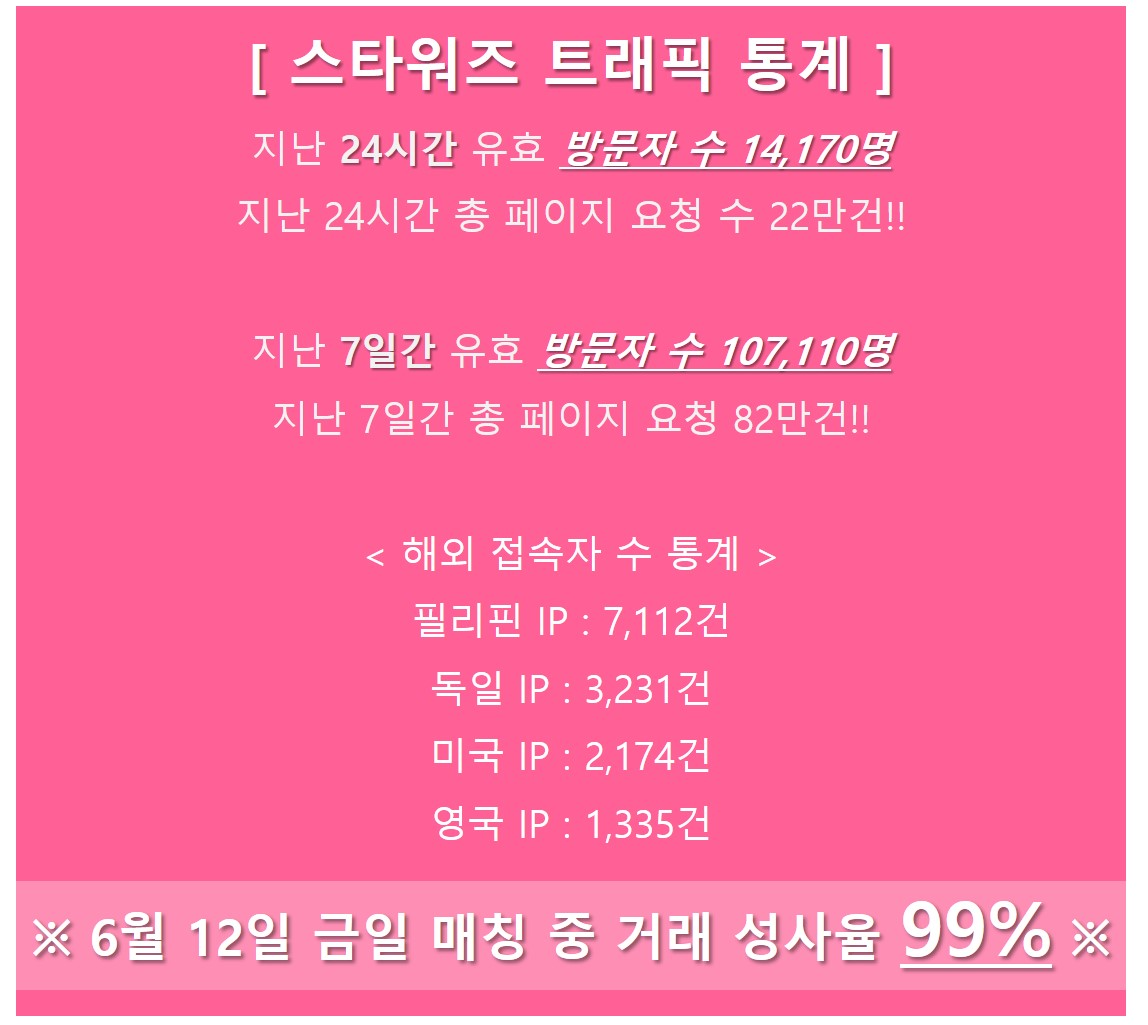 [ 스타워즈 트래픽 통계 ]
지난 24시간 유효 방문자 수 14,170명
지난 24시간 총 페이지 요청 수 22만건!!
지난 7일간 유효 방문자 수 107,110명
지난 7일간 총 페이지 요청 82만건!!
< 해외 접속자 수 통계 >
필리핀 IP : 7,112건
독일 IP : 3,231건
미국 IP : 2,174건
영국 IP : 1,335건
※ 6월 12일 금일 매칭 중 거래 성사율 99% ※